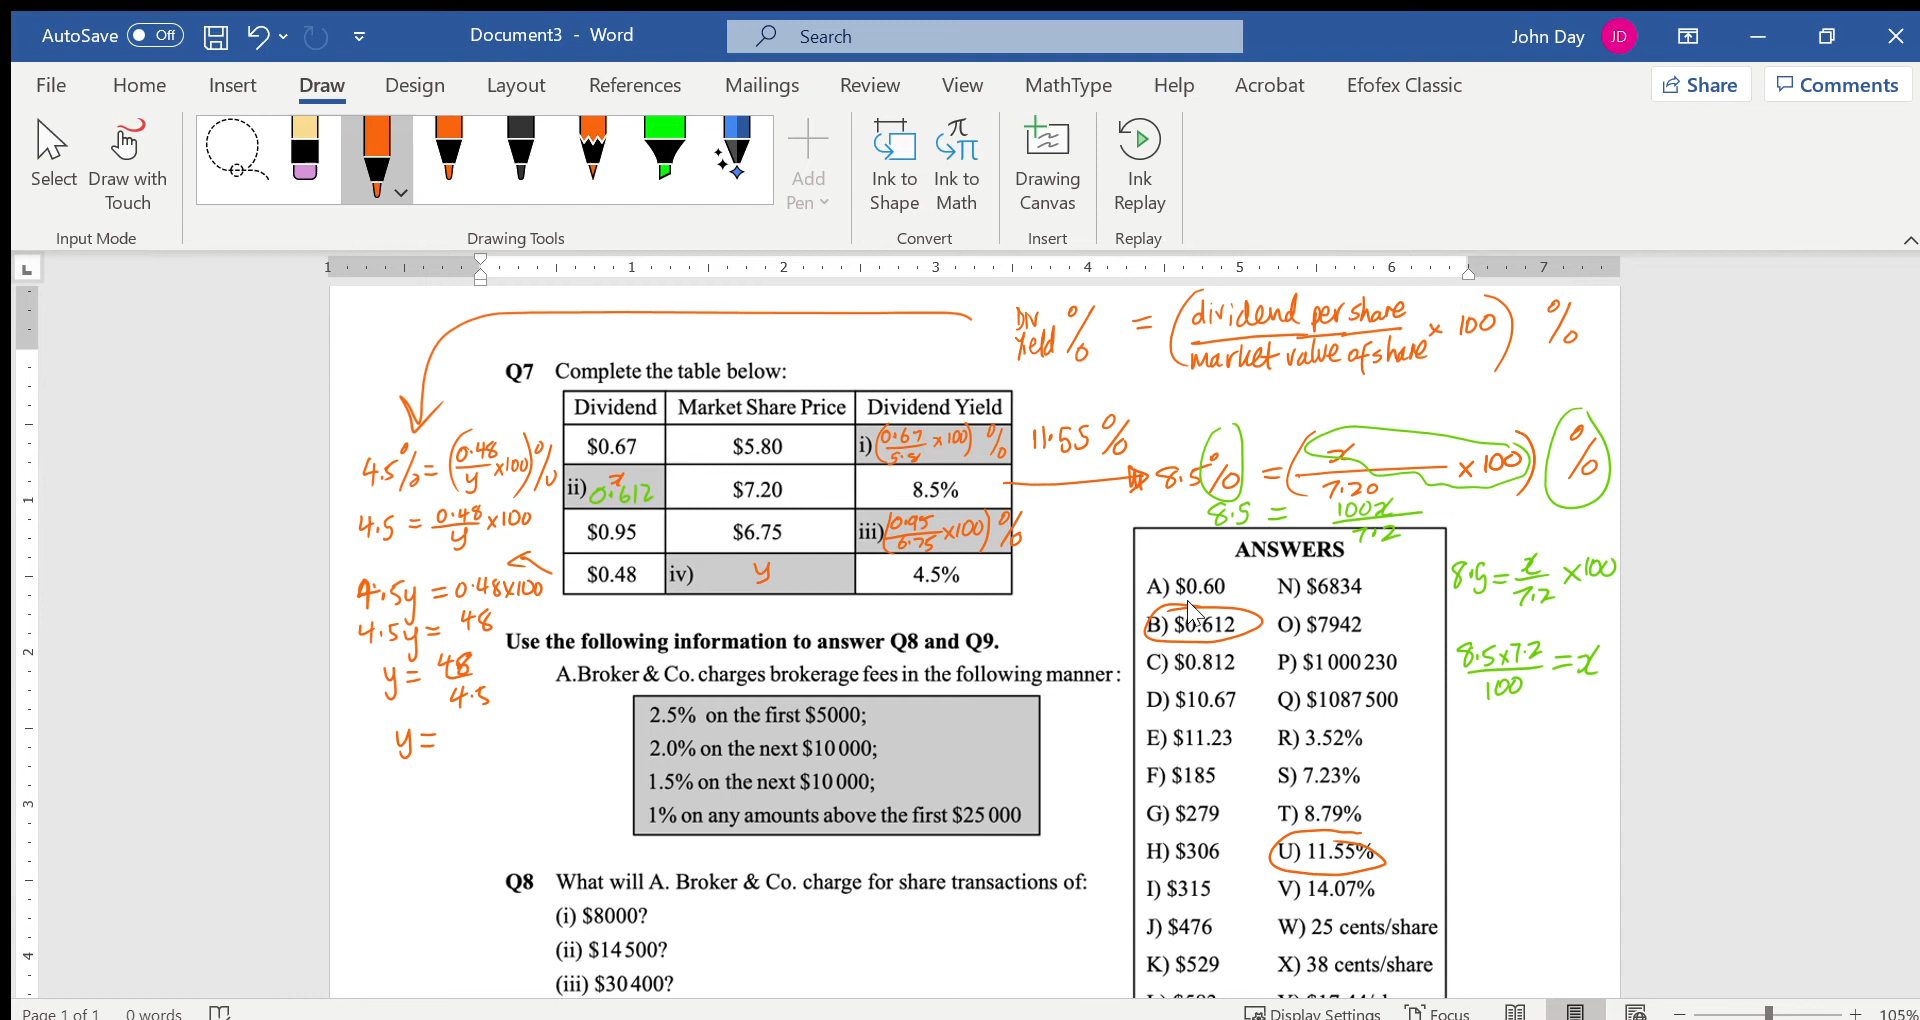 AutoSave Off Document3 - Word Search John Day JD
File Home Insert Draw Design Layout References Mailings Review View MathType Help Acrobat Efofex Classic Share Comments
Select Draw with Touch Add Pen Ink to Shape Ink to Math Drawing Canvas Ink Replay
Input Mode Drawing Tools Convert Insert Replay
L 1 1 2 3 4 5 6 7
Div Yield % = (dividend per share / market value of share × 100) %
Q7 Complete the table below:
Dividend Market Share Price Dividend Yield
$0.67 $5.80 i) (0.67/5.8 × 100) % 11.55 %
ii) x 0.612 $7.20 8.5% 8.5% = (x/7.20 × 100) %
8.5 = 100x/7.2
$0.95 $6.75 iii) (0.95/6.75 × 100) %
$0.48 iv) y 4.5%
4.5% = (0.48/y × 100) %
4.5 = 0.48/y × 100
4.5y = 0.48×100
4.5y = 48
y = 48/4.5
y =
8.5 = x/7.2 × 100
8.5×7.2/100 = x
Use the following information to answer Q8 and Q9.
A.Broker & Co. charges brokerage fees in the following manner:
2.5% on the first $5000;
2.0% on the next $10 000;
1.5% on the next $10 000;
1% on any amounts above the first $25 000
Q8 What will A. Broker & Co. charge for share transactions of:
(i) $8000?
(ii) $14 500?
(iii) $30 400?
ANSWERS
A) $0.60 N) $6834
B) $0.612 O) $7942
C) $0.812 P) $1 000 230
D) $10.67 Q) $1087 500
E) $11.23 R) 3.52%
F) $185 S) 7.23%
G) $279 T) 8.79%
H) $306 U) 11.55%
I) $315 V) 14.07%
J) $476 W) 25 cents/share
K) $529 X) 38 cents/share
1 2 3 4
Page 1 of 1 0 words Display Settings Focus 105%